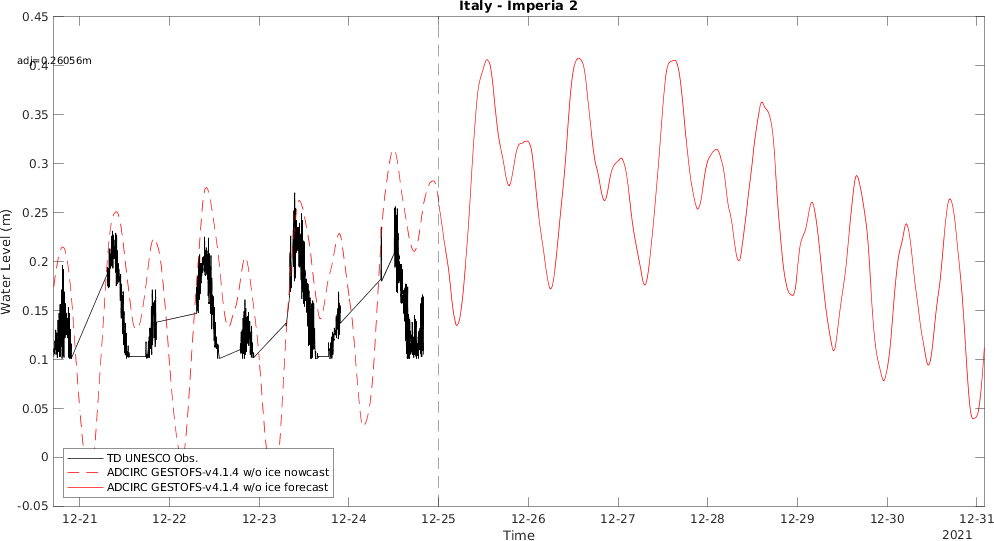 Italy - Imperia 2
adj=0.26056m
0.45
0.4
0.35
0.3
0.25
0.2
0.15
0.1
0.05
0
-0.05
Water Level (m)
TD UNESCO Obs.
ADCIRC GESTOFS-v4.1.4 w/o ice nowcast
ADCIRC GESTOFS-v4.1.4 w/o ice forecast
12-21 12-22 12-23 12-24 12-25 12-26 12-27 12-28 12-29 12-30 12-31
Time
2021